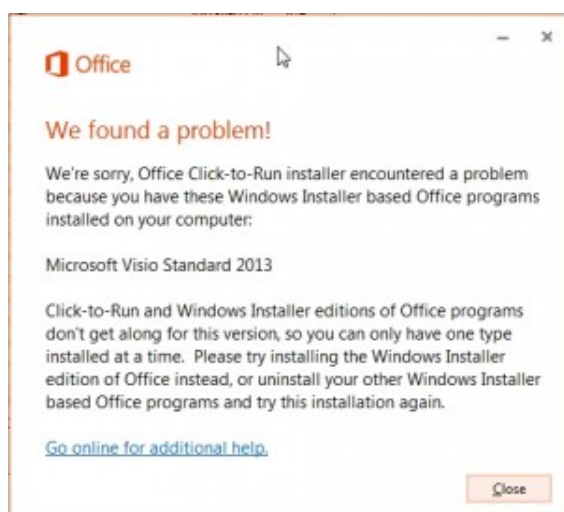 Office
We found a problem!
We're sorry, Office Click-to-Run installer encountered a problem
because you have these Windows Installer based Office programs
installed on your computer:
Microsoft Visio Standard 2013
Click-to-Run and Windows Installer editions of Office programs
don't get along for this version, so you can only have one type
installed at a time. Please try installing the Windows Installer
edition of Office instead, or uninstall your other Windows Installer
based Office programs and try this installation again.
Go online for additional help.
Close